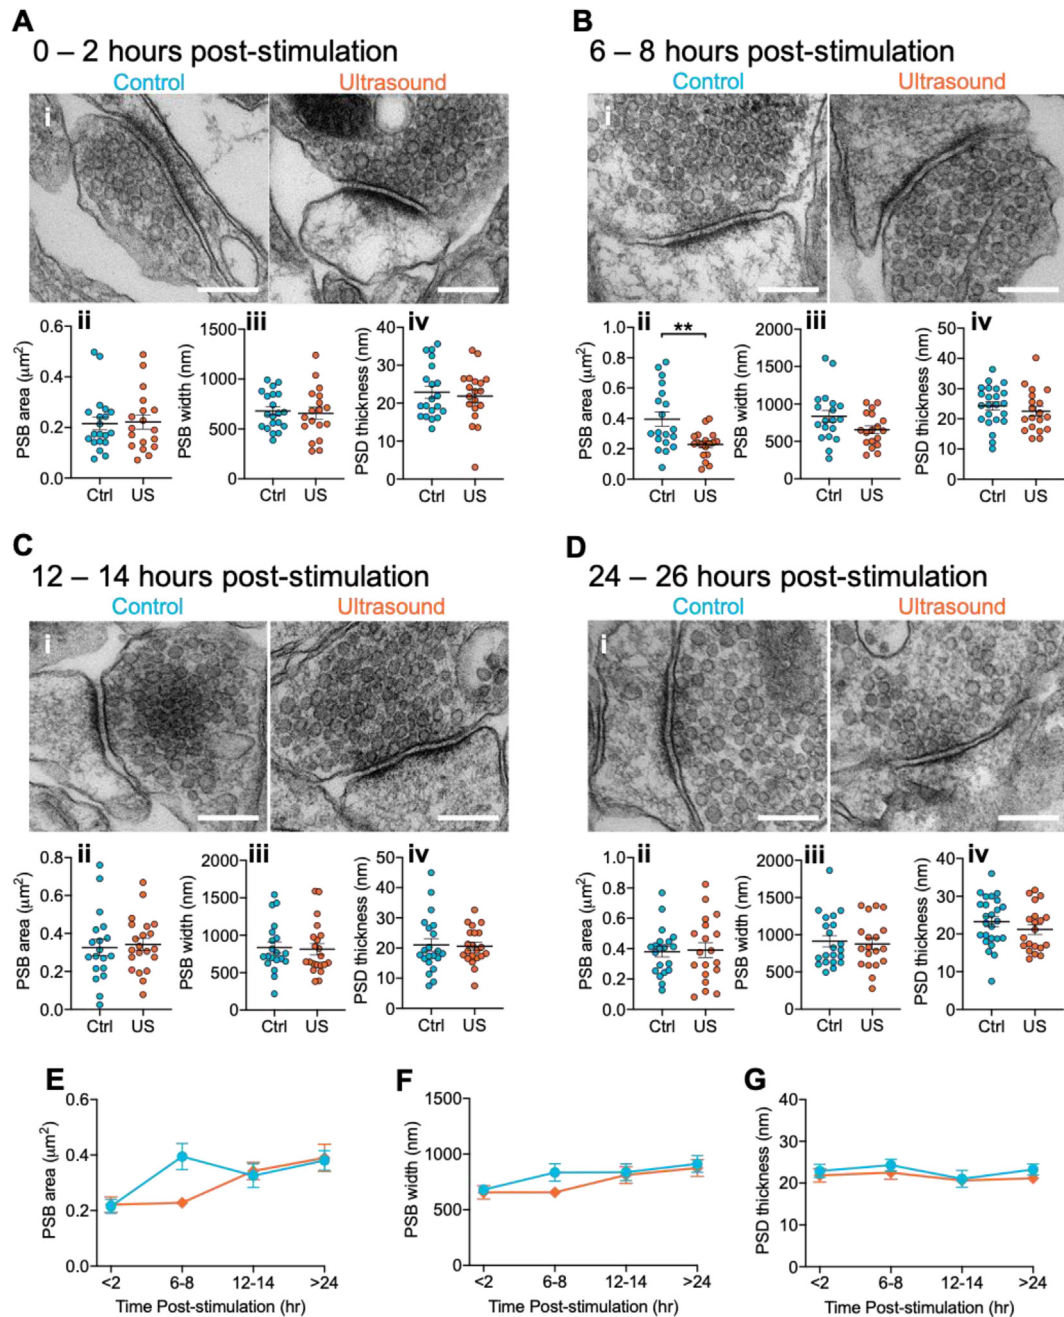 A
0 – 2 hours post-stimulation
Control
Ultrasound
i
ii
PSB area (μm²)
0.6
0.4
0.2
0.0
Ctrl US
iii
PSB width (nm)
1500
1000
500
0
Ctrl US
iv
PSD thickness (nm)
40
30
20
10
0
Ctrl US
B
6 – 8 hours post-stimulation
Control
Ultrasound
i
ii
PSB area (μm²)
1.0
0.8
0.6
0.4
0.2
0.0
**
Ctrl US
iii
PSB width (nm)
2000
1500
1000
500
0
Ctrl US
iv
PSD thickness (nm)
50
40
30
20
10
0
Ctrl US
C
12 – 14 hours post-stimulation
Control
Ultrasound
i
ii
PSB area (μm²)
0.8
0.6
0.4
0.2
0.0
Ctrl US
iii
PSB width (nm)
2000
1500
1000
500
0
Ctrl US
iv
PSD thickness (nm)
50
40
30
20
10
0
Ctrl US
D
24 – 26 hours post-stimulation
Control
Ultrasound
i
ii
PSB area (μm²)
1.0
0.8
0.6
0.4
0.2
0.0
Ctrl US
iii
PSB width (nm)
2000
1500
1000
500
0
Ctrl US
iv
PSD thickness (nm)
40
30
20
10
0
Ctrl US
E
PSB area (μm²)
0.6
0.4
0.2
0.0
<2 6-8 12-14 >24
Time Post-stimulation (hr)
F
PSB width (nm)
1500
1000
500
0
<2 6-8 12-14 >24
Time Post-stimulation (hr)
G
PSD thickness (nm)
40
30
20
10
0
<2 6-8 12-14 >24
Time Post-stimulation (hr)